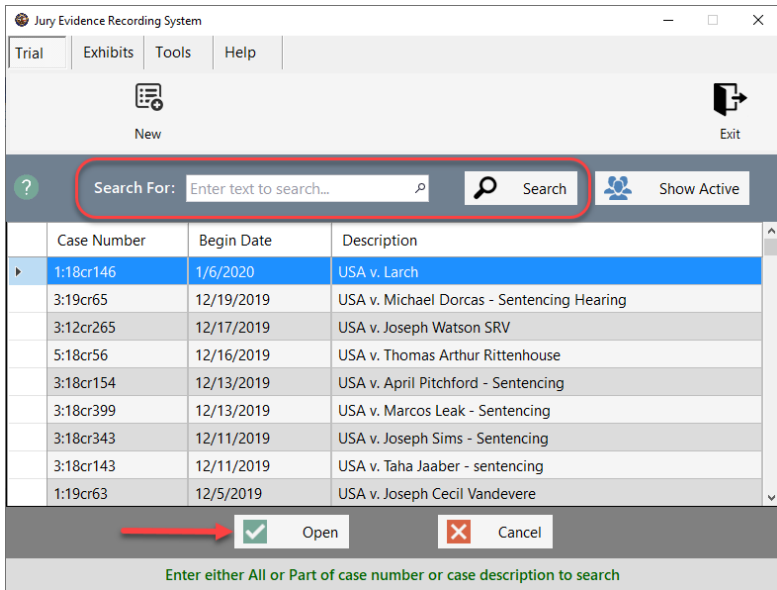 Jury Evidence Recording System
Trial Exhibits Tools Help
New Exit
? Search For: Enter text to search... Search Show Active
Case Number Begin Date Description
1:18cr146 1/6/2020 USA v. Larch
3:19cr65 12/19/2019 USA v. Michael Dorcas - Sentencing Hearing
3:12cr265 12/17/2019 USA v. Joseph Watson SRV
5:18cr56 12/16/2019 USA v. Thomas Arthur Rittenhouse
3:18cr154 12/13/2019 USA v. April Pitchford - Sentencing
3:18cr399 12/13/2019 USA v. Marcos Leak - Sentencing
3:18cr343 12/11/2019 USA v. Joseph Sims - Sentencing
3:18cr143 12/11/2019 USA v. Taha Jaaber - sentencing
1:19cr63 12/5/2019 USA v. Joseph Cecil Vandevere
Open Cancel
Enter either All or Part of case number or case description to search